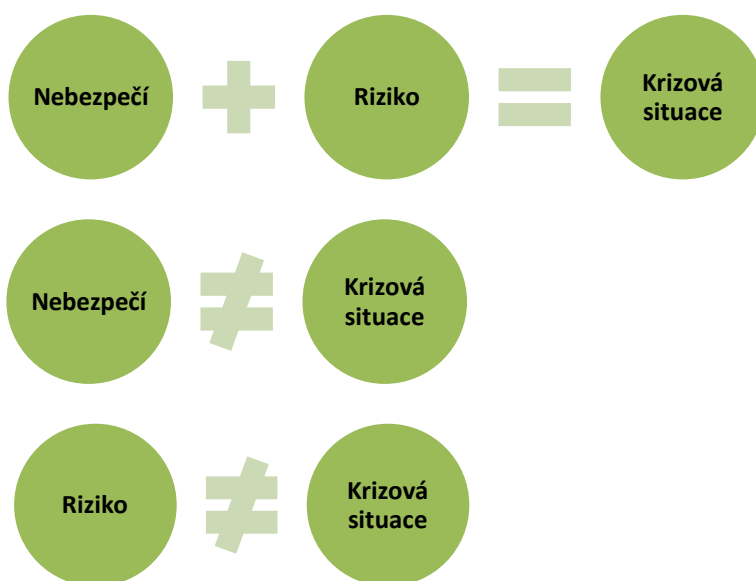 Nebezpečí + Riziko = Krizová
situace
Nebezpečí ≠ Krizová
situace
Riziko ≠ Krizová
situace